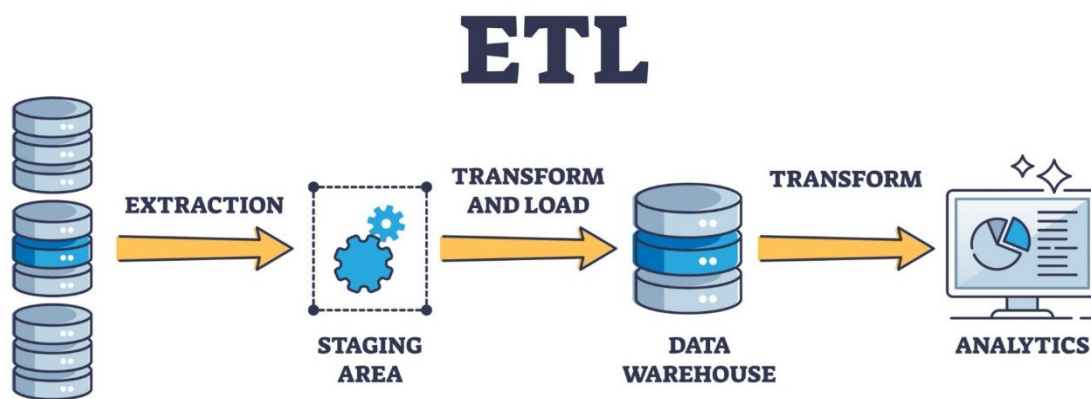 ETL
EXTRACTION
STAGING
AREA
TRANSFORM
AND LOAD
DATA
WAREHOUSE
TRANSFORM
ANALYTICS